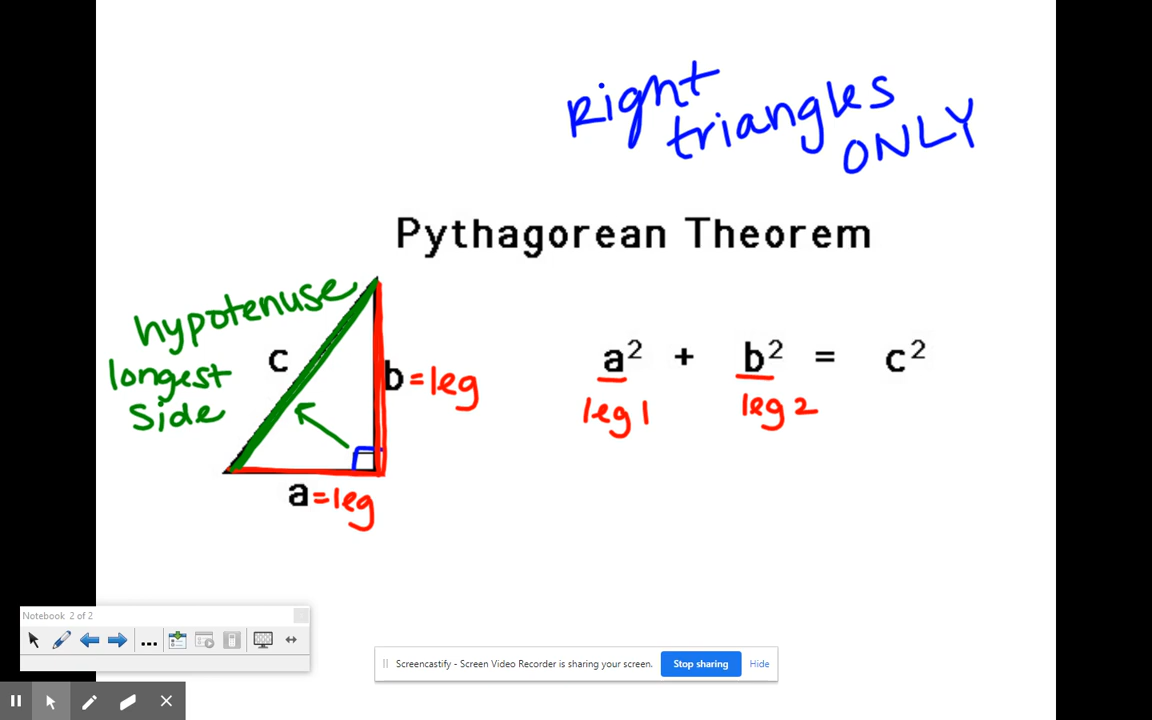 Right
triangles
ONLY
Pythagorean Theorem
hypotenuse
c
longest
side
b = leg
a = leg
a² + b² = c²
leg 1 leg 2
Notebook 2 of 2
...
Screencastify - Screen Video Recorder is sharing your screen. Stop sharing Hide